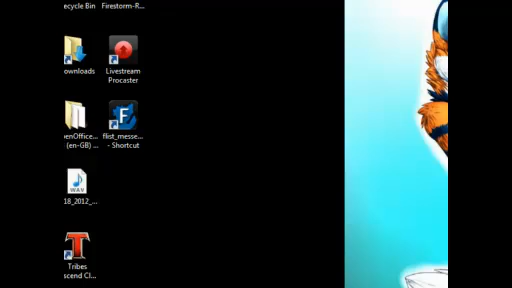 ecycle Bin
Firestorm-R...
ownloads
Livestream
Procaster
enOffice...
(en-GB) ...
F
flist_messe...
- Shortcut
WAV
18_2012_...
T
Tribes
scend Cl...